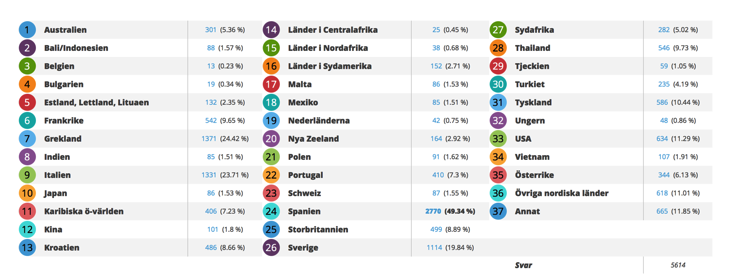 1 Australien 301 (5.36 %)
2 Bali/Indonesien 88 (1.57 %)
3 Belgien 13 (0.23 %)
4 Bulgarien 19 (0.34 %)
5 Estland, Lettland, Lituaen 132 (2.35 %)
6 Frankrike 542 (9.65 %)
7 Grekland 1371 (24.42 %)
8 Indien 85 (1.51 %)
9 Italien 1331 (23.71 %)
10 Japan 86 (1.53 %)
11 Karibiska ö-världen 406 (7.23 %)
12 Kina 101 (1.8 %)
13 Kroatien 486 (8.66 %)
14 Länder i Centralafrika 25 (0.45 %)
15 Länder i Nordafrika 38 (0.68 %)
16 Länder i Sydamerika 152 (2.71 %)
17 Malta 86 (1.53 %)
18 Mexiko 85 (1.51 %)
19 Nederländerna 42 (0.75 %)
20 Nya Zeeland 164 (2.92 %)
21 Polen 91 (1.62 %)
22 Portugal 410 (7.3 %)
23 Schweiz 87 (1.55 %)
24 Spanien 2770 (49.34 %)
25 Storbritannien 499 (8.89 %)
26 Sverige 1114 (19.84 %)
27 Sydafrika 282 (5.02 %)
28 Thailand 546 (9.73 %)
29 Tjeckien 59 (1.05 %)
30 Turkiet 235 (4.19 %)
31 Tyskland 586 (10.44 %)
32 Ungern 48 (0.86 %)
33 USA 634 (11.29 %)
34 Vietnam 107 (1.91 %)
35 Österrike 344 (6.13 %)
36 Övriga nordiska länder 618 (11.01 %)
37 Annat 665 (11.85 %)
Svar 5614